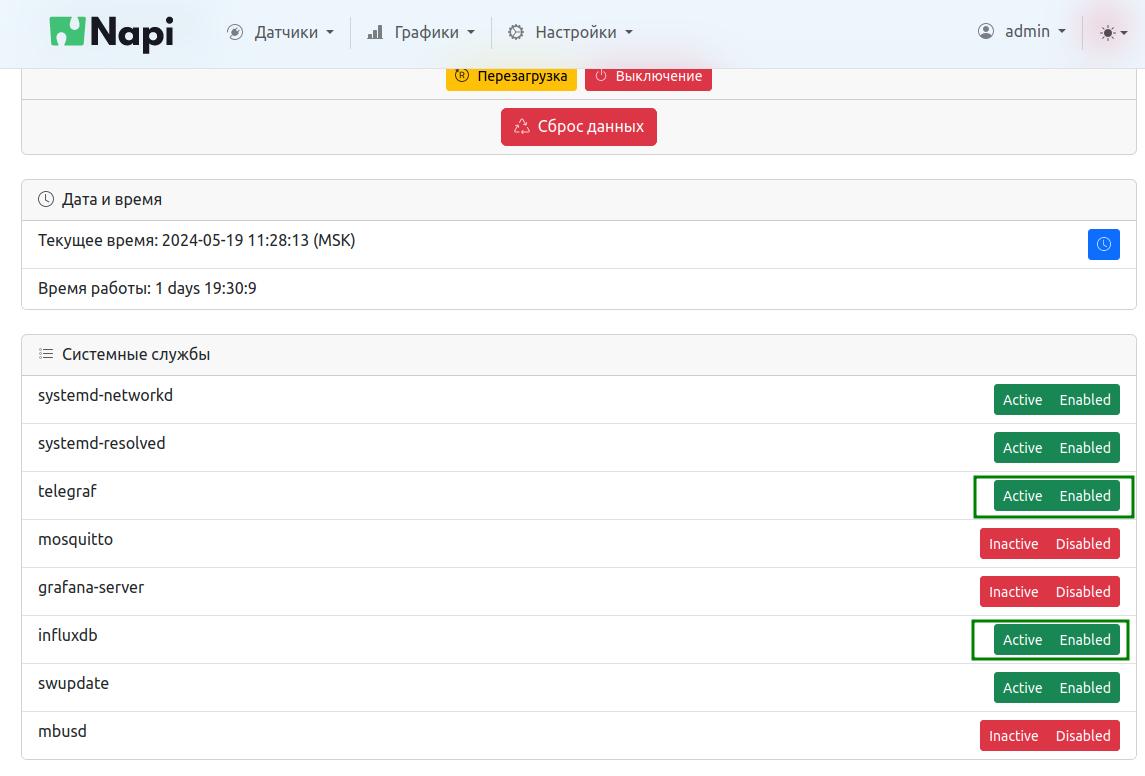 Napi Датчики Графики Настройки admin
Перезагрузка Выключение
Сброс данных
Дата и время
Текущее время: 2024-05-19 11:28:13 (MSK)
Время работы: 1 days 19:30:9
Системные службы
systemd-networkd Active Enabled
systemd-resolved Active Enabled
telegraf Active Enabled
mosquitto Inactive Disabled
grafana-server Inactive Disabled
influxdb Active Enabled
swupdate Active Enabled
mbusd Inactive Disabled